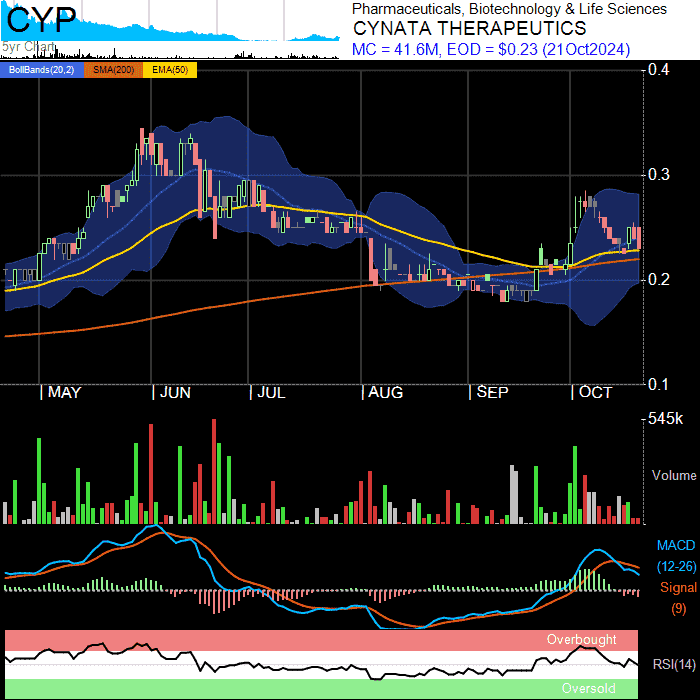 CYP
5yr Chart
Pharmaceuticals, Biotechnology & Life Sciences
CYNATA THERAPEUTICS
MC = 41.6M, EOD = $0.23 (21Oct2024)
BollBands(20,2) SMA(200) EMA(50)
0.4
0.3
0.2
0.1
MAY JUN JUL AUG SEP OCT
545k
Volume
MACD
(12-26)
Signal
(9)
Overbought
RSI(14)
Oversold